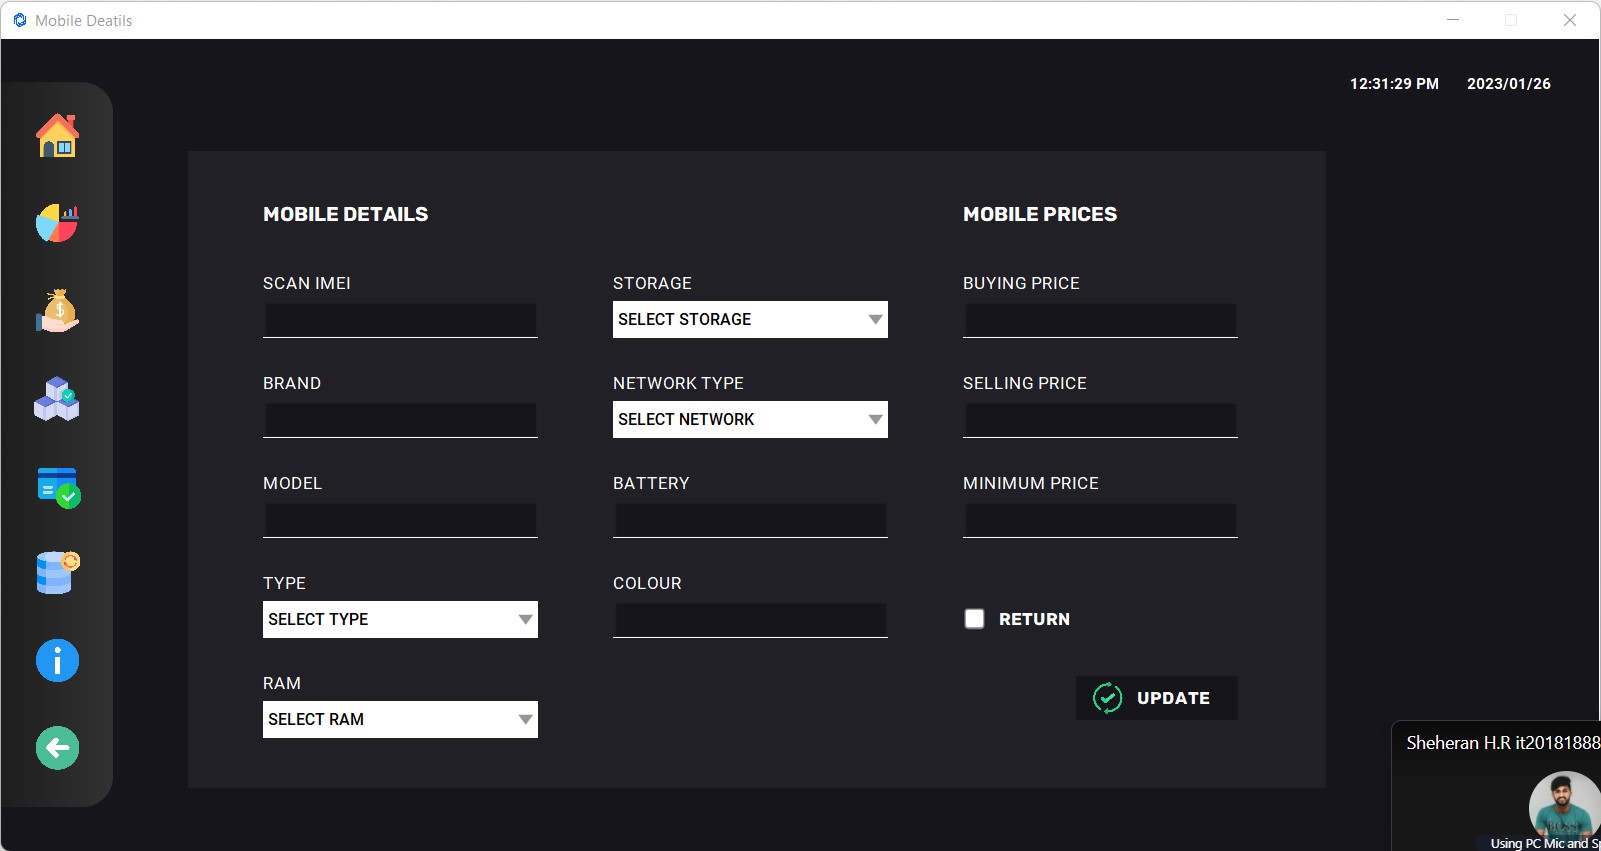 Mobile Deatils
12:31:29 PM 2023/01/26
MOBILE DETAILS
MOBILE PRICES
SCAN IMEI
STORAGE
BUYING PRICE
SELECT STORAGE
BRAND
NETWORK TYPE
SELLING PRICE
SELECT NETWORK
MODEL
BATTERY
MINIMUM PRICE
TYPE
COLOUR
SELECT TYPE
RETURN
RAM
SELECT RAM
UPDATE
Sheheran H.R it20181888
Using PC Mic and